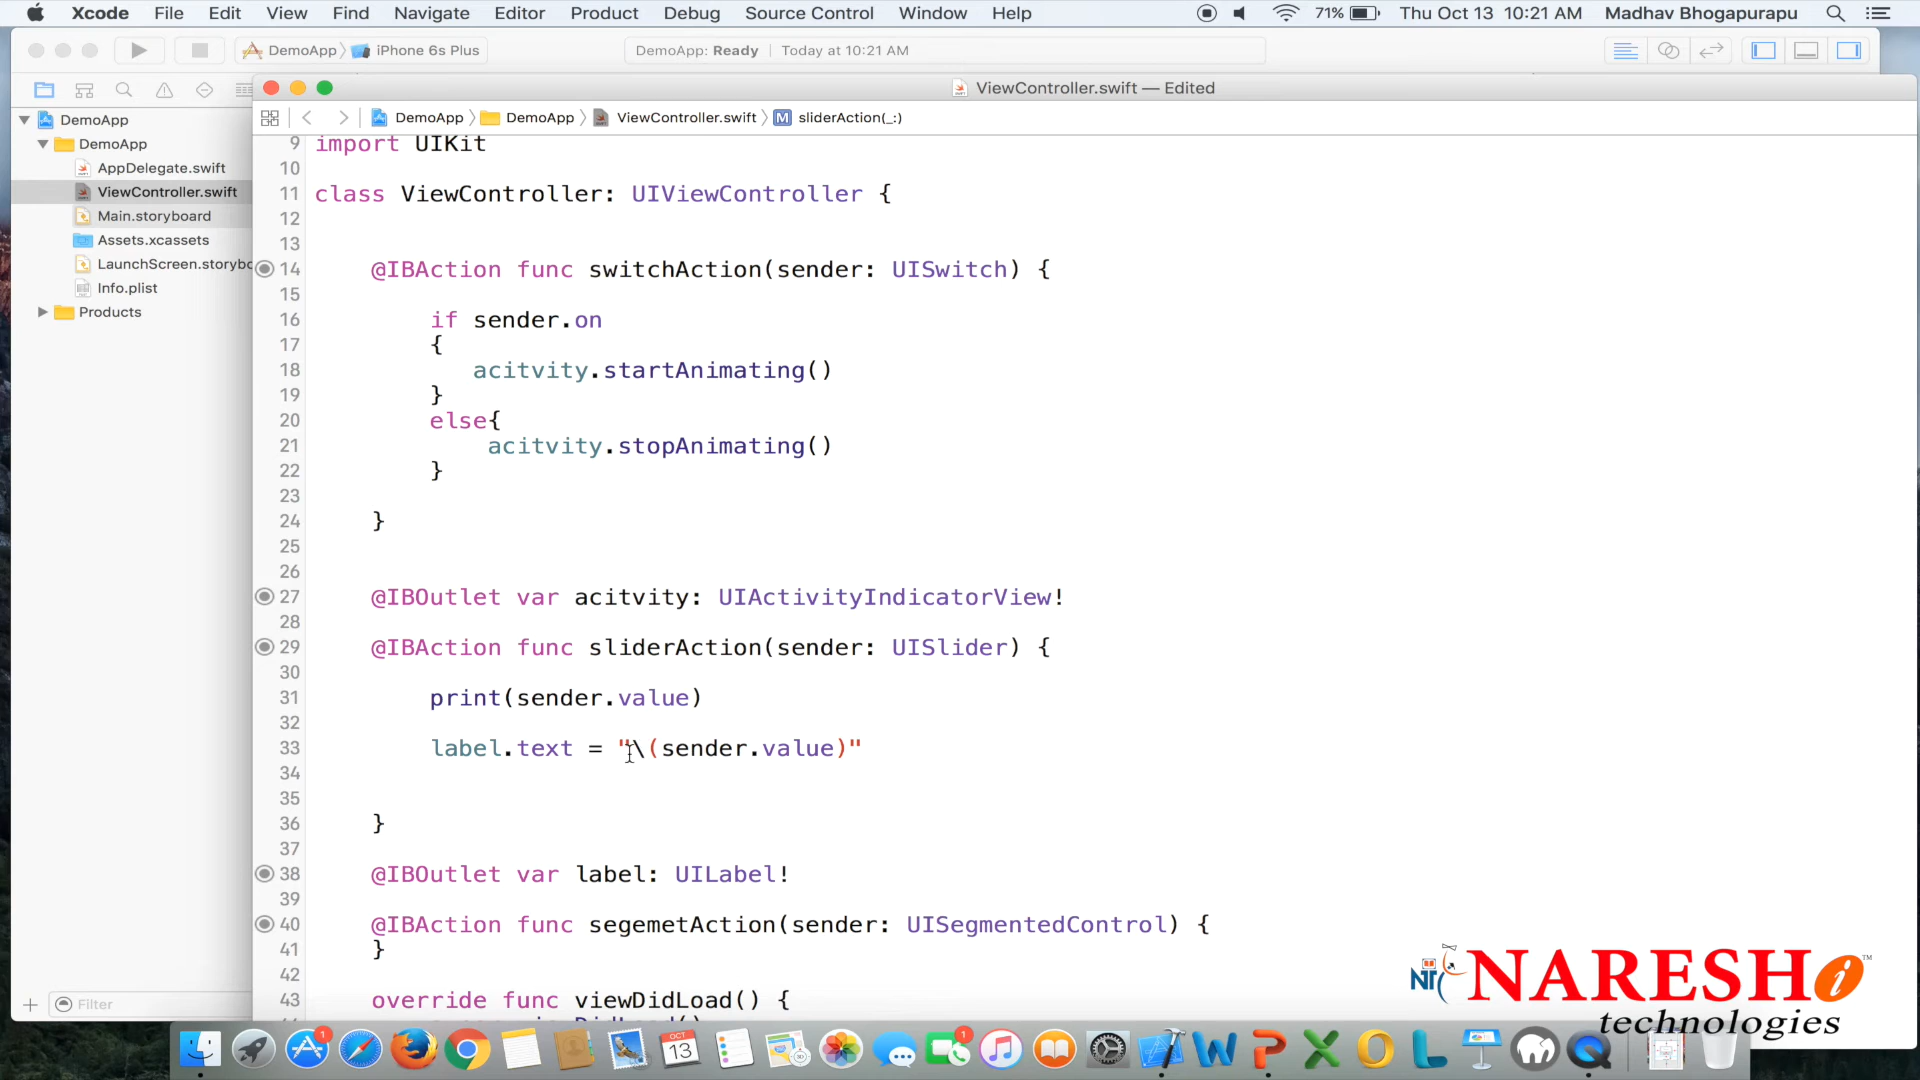 Xcode File Edit View Find Navigate Editor Product Debug Source Control Window Help 71% Thu Oct 13 10:21 AM Madhav Bhogapurapu
DemoApp iPhone 6s Plus DemoApp: Ready Today at 10:21 AM
ViewController.swift — Edited
DemoApp DemoApp ViewController.swift M sliderAction(_:)
DemoApp
DemoApp
AppDelegate.swift
ViewController.swift
Main.storyboard
Assets.xcassets
LaunchScreen.storybo
Info.plist
Products
Filter
9 import UIKit
10
11 class ViewController: UIViewController {
12
13
14 @IBAction func switchAction(sender: UISwitch) {
15
16 if sender.on
17 {
18 acitvity.startAnimating()
19 }
20 else{
21 acitvity.stopAnimating()
22 }
23
24 }
25
26
27 @IBOutlet var acitvity: UIActivityIndicatorView!
28
29 @IBAction func sliderAction(sender: UISlider) {
30
31 print(sender.value)
32
33 label.text = "\(sender.value)"
34
35
36 }
37
38 @IBOutlet var label: UILabel!
39
40 @IBAction func segemetAction(sender: UISegmentedControl) {
41 }
42
43 override func viewDidLoad() {
NARESH i ™
technologies
1
OCT
13
1